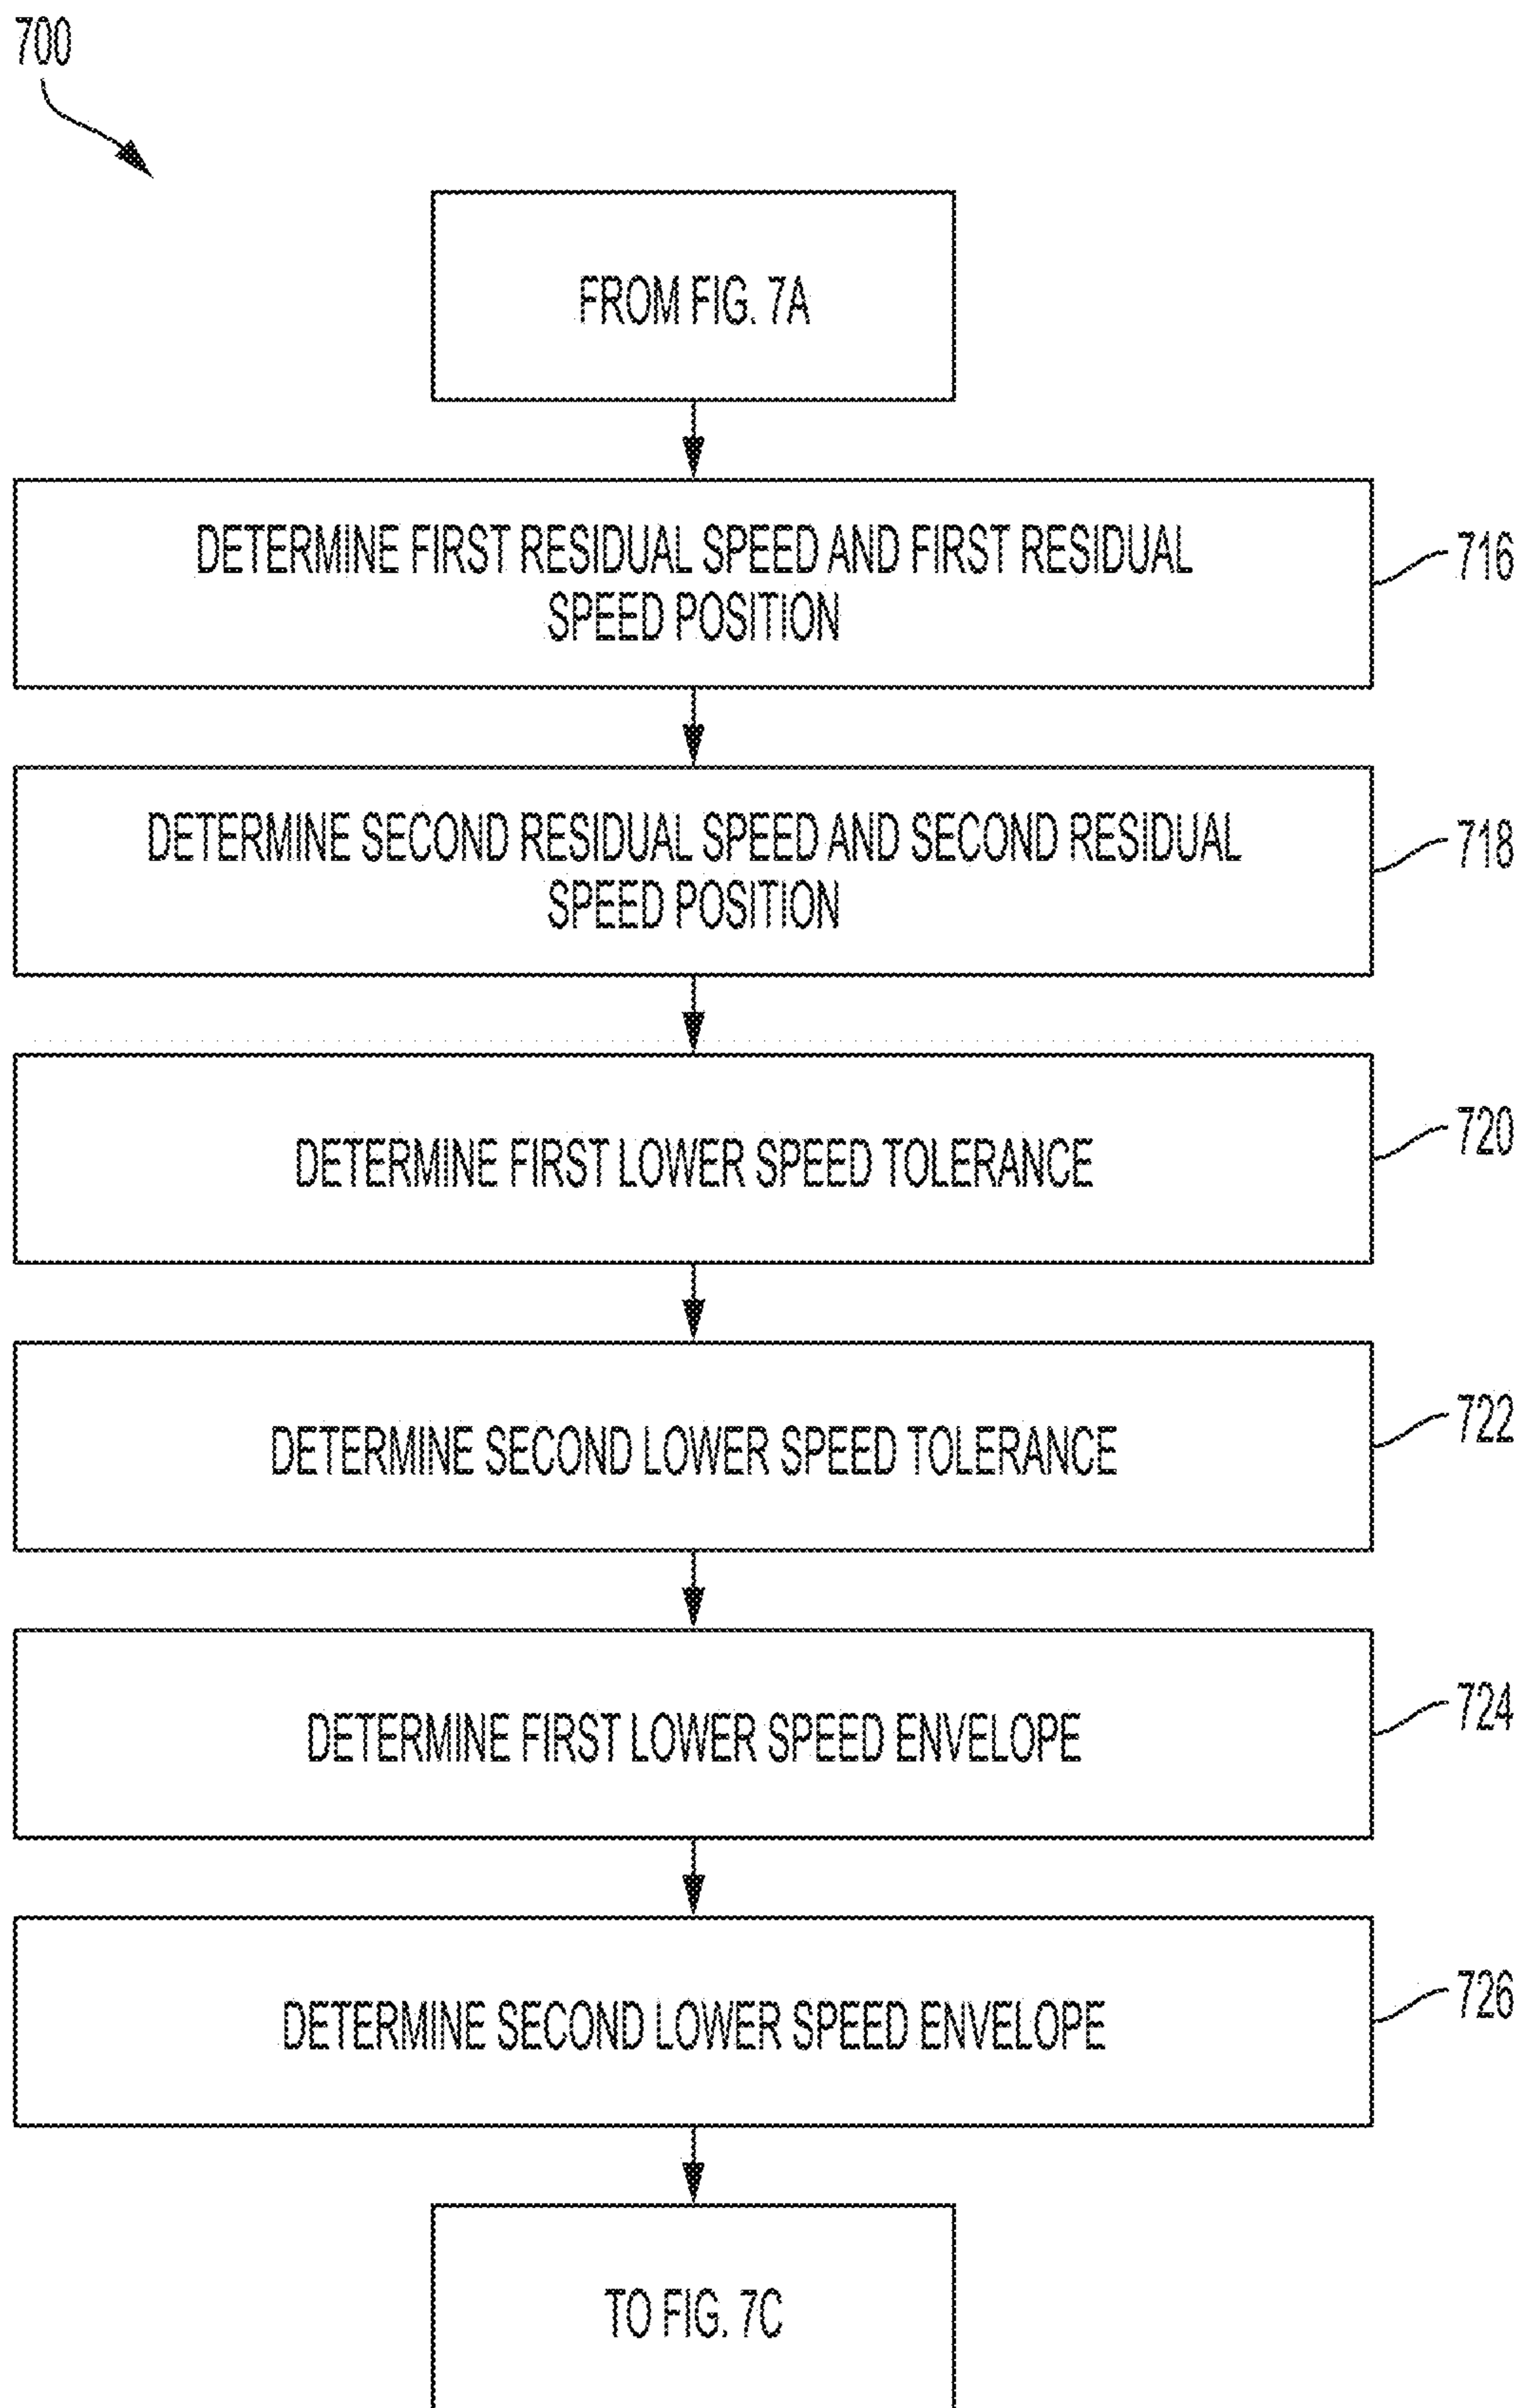 700
FROM FIG. 7A
DETERMINE FIRST RESIDUAL SPEED AND FIRST RESIDUAL
SPEED POSITION
716
DETERMINE SECOND RESIDUAL SPEED AND SECOND RESIDUAL
SPEED POSITION
718
DETERMINE FIRST LOWER SPEED TOLERANCE
720
DETERMINE SECOND LOWER SPEED TOLERANCE
722
DETERMINE FIRST LOWER SPEED ENVELOPE
724
DETERMINE SECOND LOWER SPEED ENVELOPE
726
TO FIG. 7C